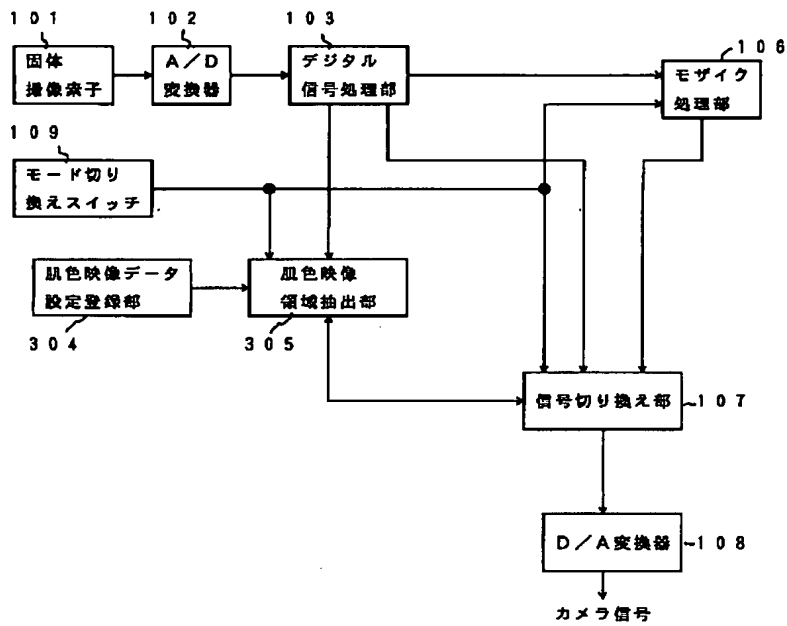 101
102
103
106
固体
撮像素子
A/D
変換器
デジタル
信号処理部
モザイク
処理部
109
モード切り
換えスイッチ
肌色映像データ
設定登録部
肌色映像
領域抽出部
304
305
信号切り換え部
107
D/A変換器
108
カメラ信号